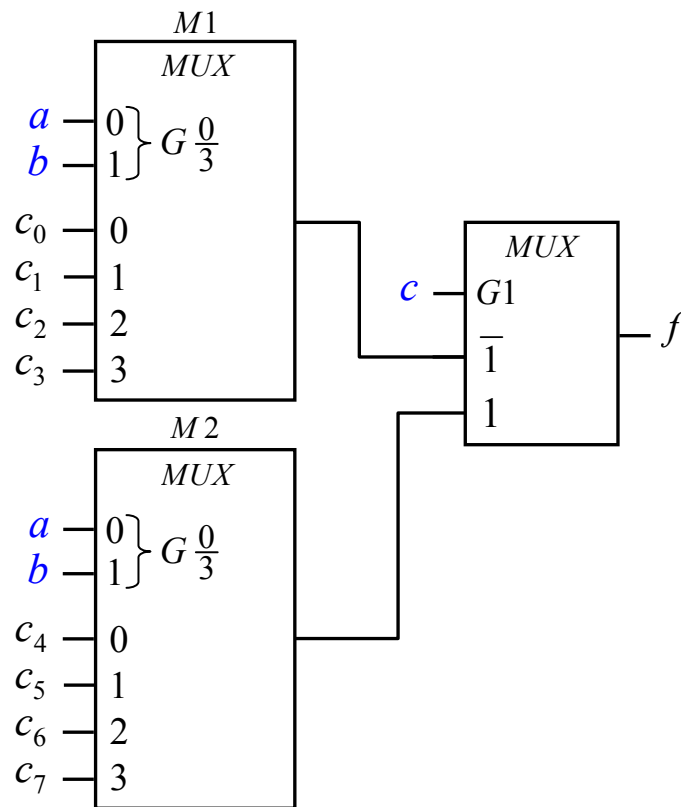 M1
MUX
a 0
b 1 } G 0/3
c₀ 0
c₁ 1
c₂ 2
c₃ 3
M2
MUX
a 0
b 1 } G 0/3
c₄ 0
c₅ 1
c₆ 2
c₇ 3
MUX
c G1
1̅
1
f